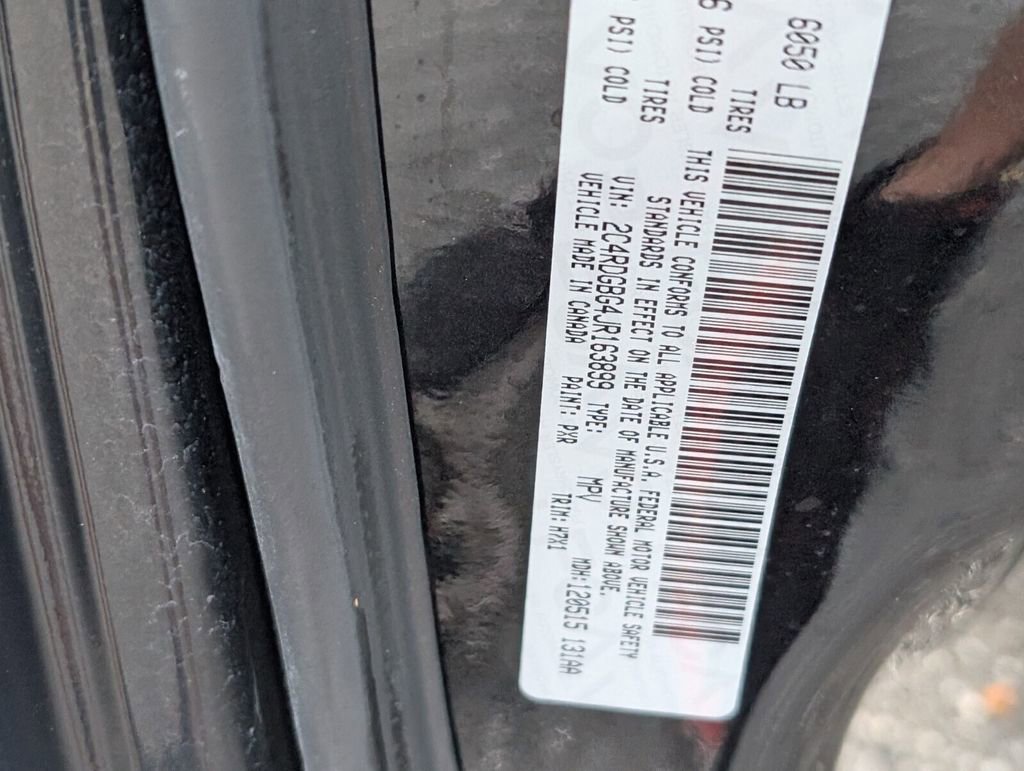 6050 LB
TIRES
PSI) COLD
TIRES
PSI) COLD
THIS VEHICLE CONFORMS TO ALL APPLICABLE U.S.A. FEDERAL MOTOR VEHICLE SAFETY
STANDARDS IN EFFECT ON THE DATE OF MANUFACTURE SHOWN ABOVE.
VIN: 2C4RDGBG4JR163899 TYPE: MPV MDH:120515 131AA
VEHICLE MADE IN CANADA PAINT: PXR TRIM: H7X1